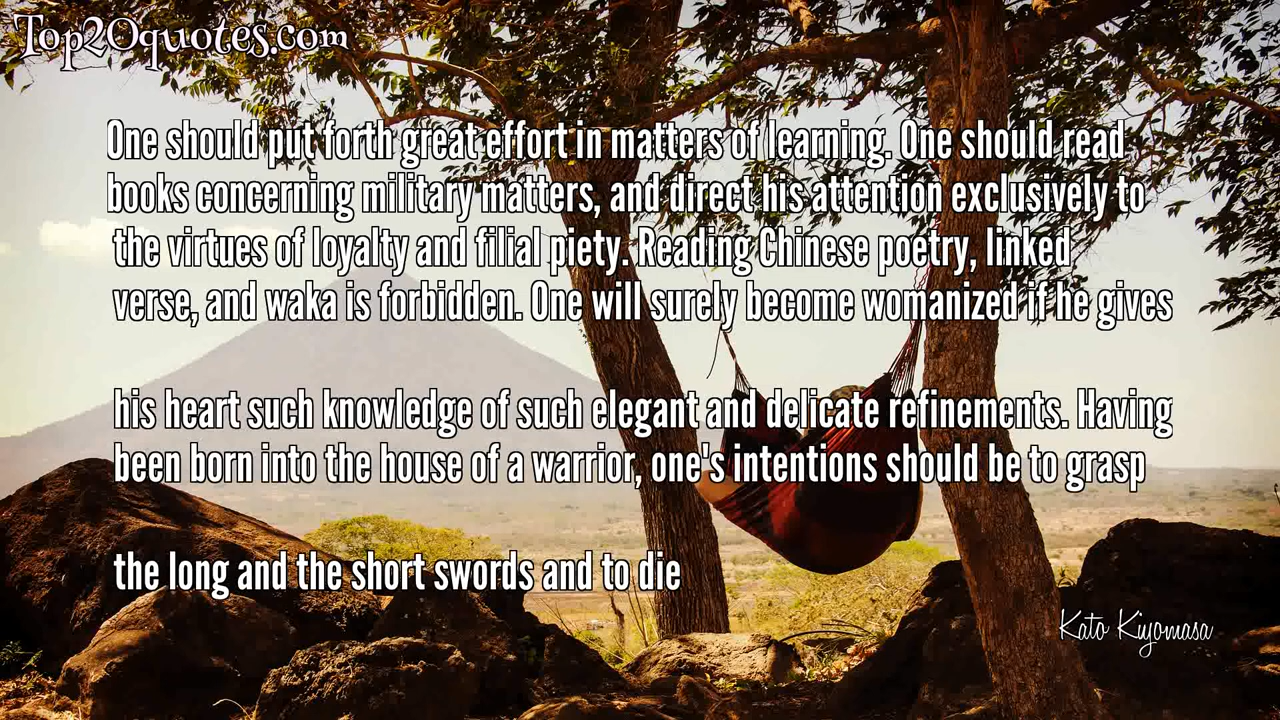 Top20quotes.com
One should put forth great effort in matters of learning. One should read
books concerning military matters, and direct his attention exclusively to
the virtues of loyalty and filial piety. Reading Chinese poetry, linked
verse, and waka is forbidden. One will surely become womanized if he gives
his heart such knowledge of such elegant and delicate refinements. Having
been born into the house of a warrior, one's intentions should be to grasp
the long and the short swords and to die
Kato Kiyomasa